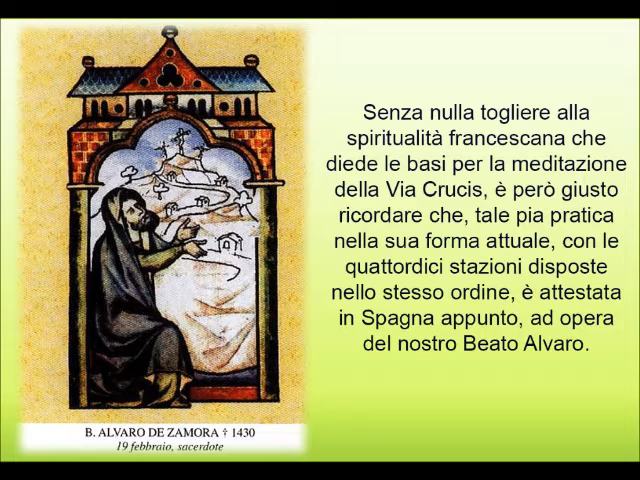 Senza nulla togliere alla
spiritualità francescana che
diede le basi per la meditazione
della Via Crucis, è però giusto
ricordare che, tale pia pratica
nella sua forma attuale, con le
quattordici stazioni disposte
nello stesso ordine, è attestata
in Spagna appunto, ad opera
del nostro Beato Alvaro.
B. ALVARO DE ZAMORA † 1430
19 febbraio, sacerdote